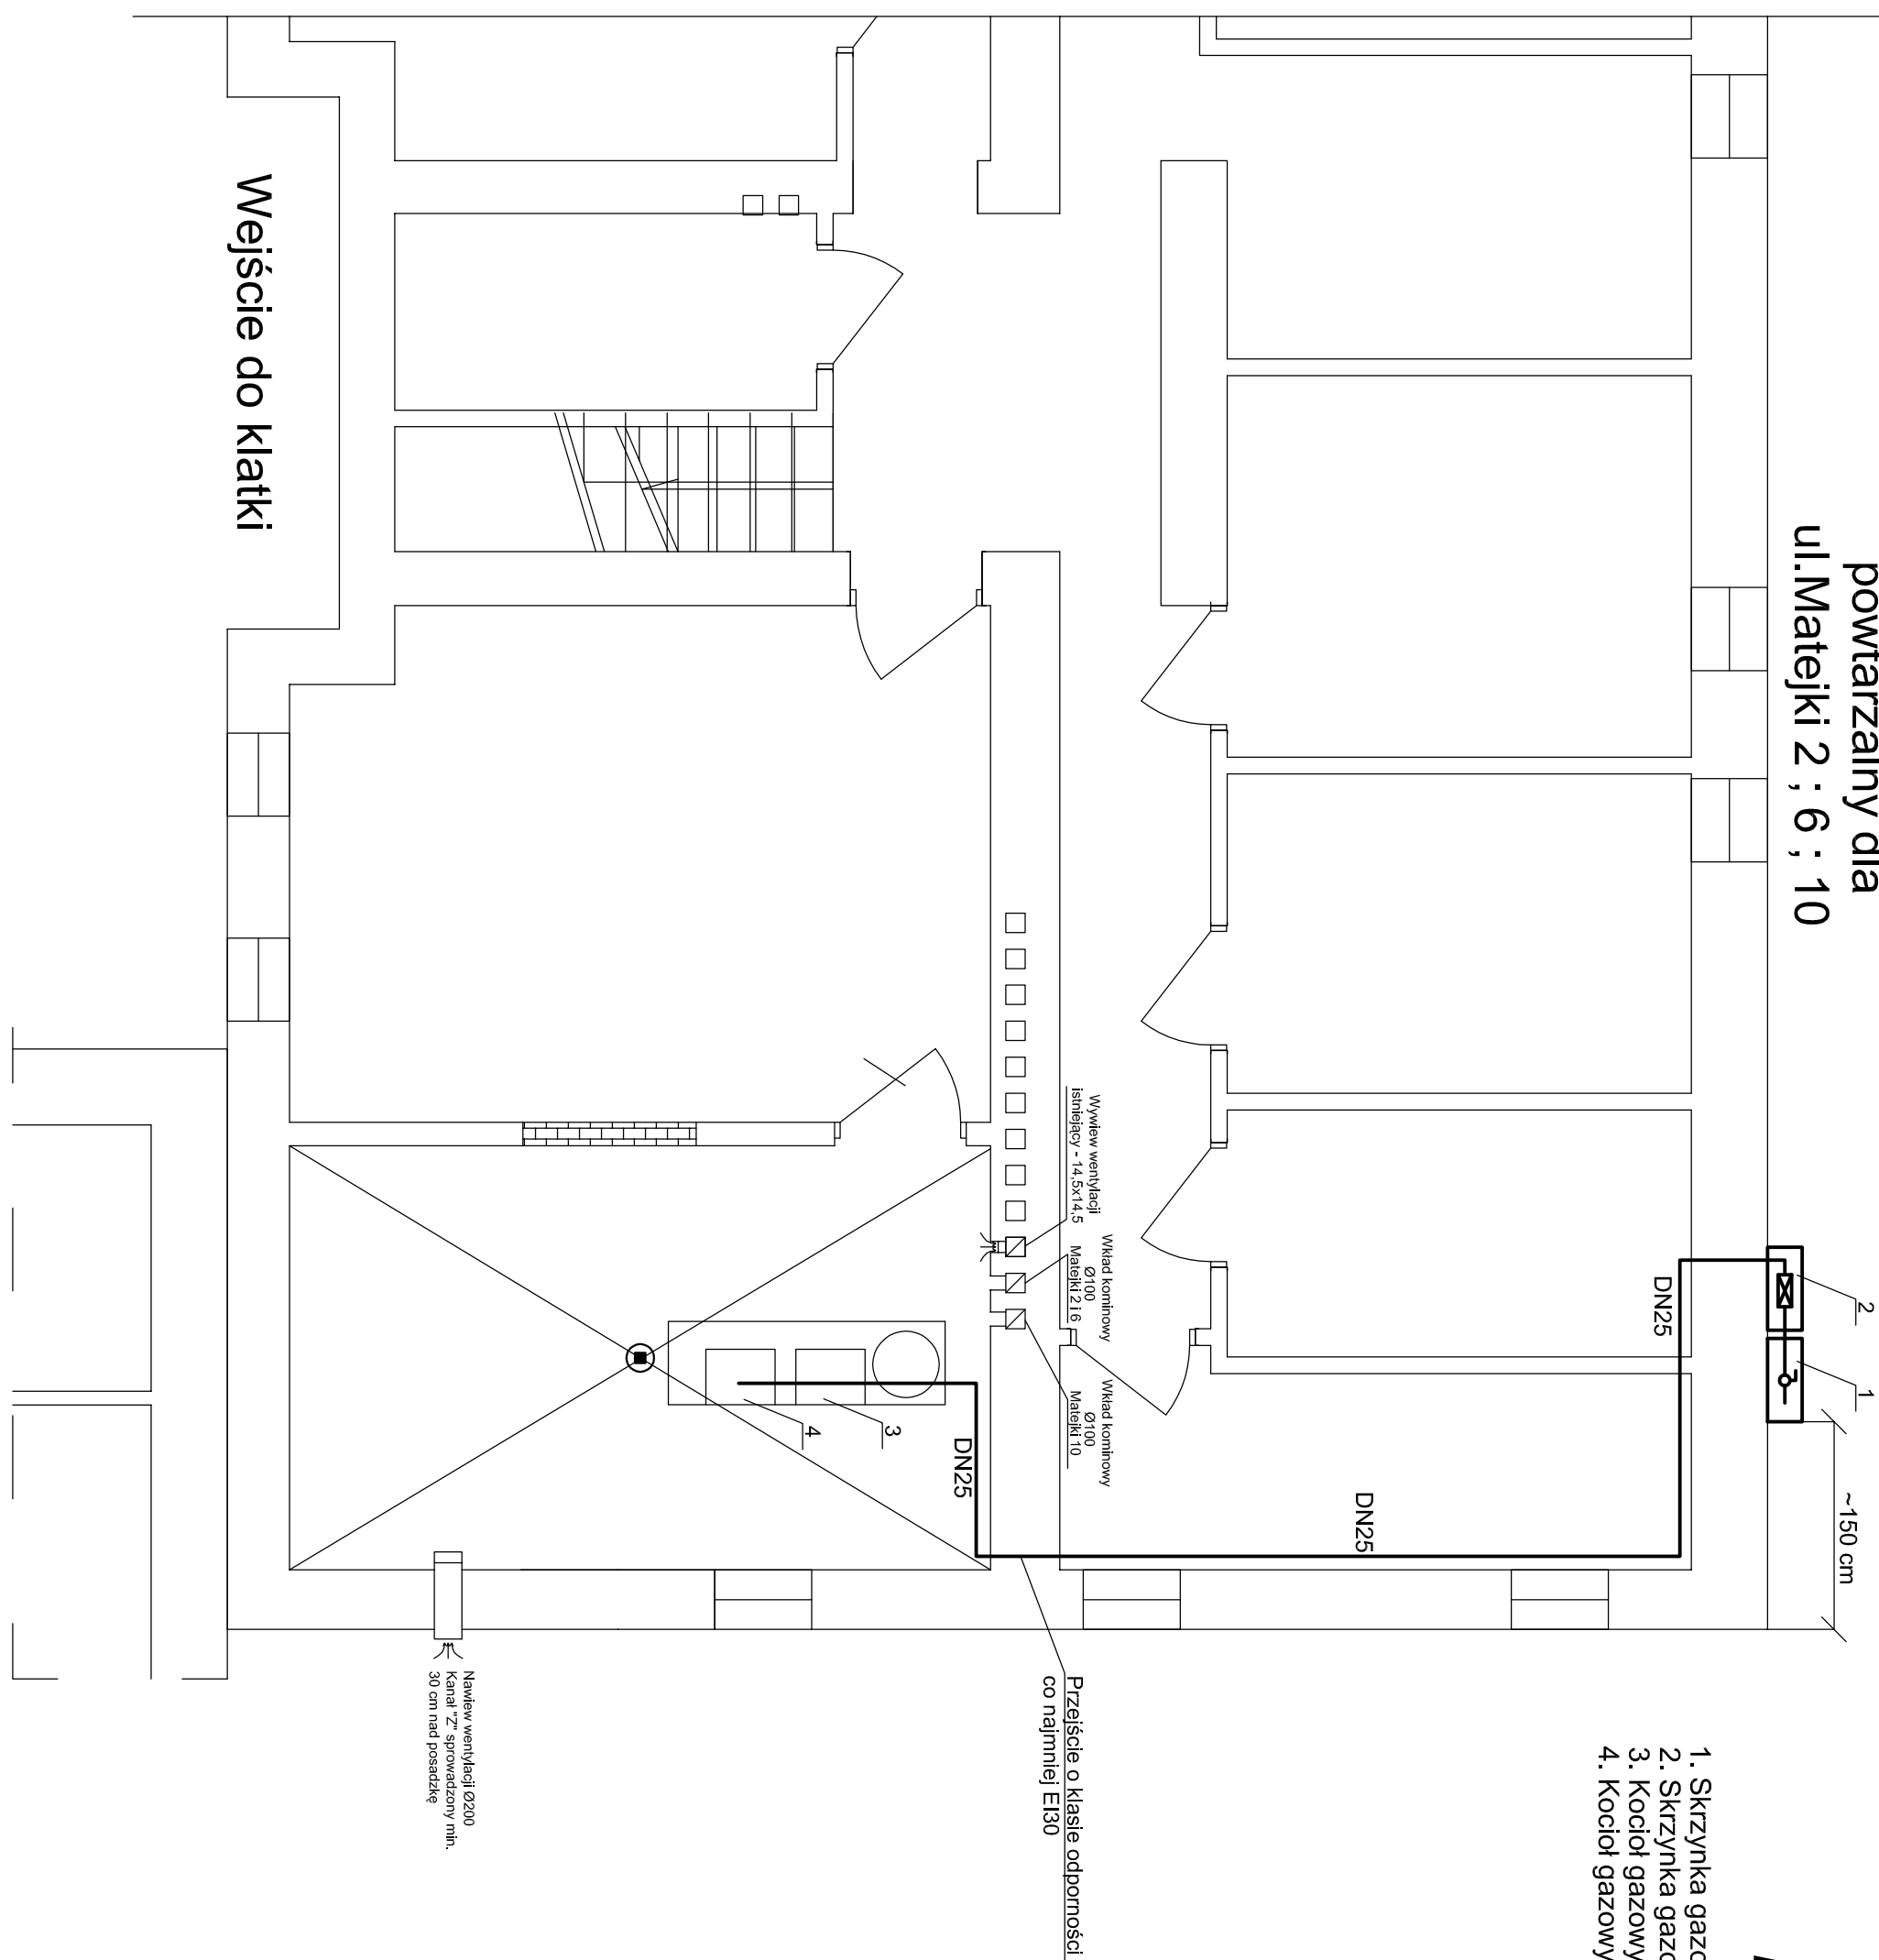 powtarzalny dla
ul.Matejki 2 ; 6 ; 10
2
1
~150 cm
DN25
DN25
DN25
Wywiew wentylacji
istniejący - 14,5x14,5
Wkład kominowy
Ø100
Matejki 2 i 6
Wkład kominowy
Ø100
Matejki 10
3
4
Wejście do klatki
Przejście o klasie odporności
co najmniej EI30
Nawiew wentylacji Ø200
Kanał "Z" sprowadzony min.
30 cm nad posadzkę
1. Skrzynka
2. Skrzynka
3. Kocioł gazowy
4. Kocioł gazowy